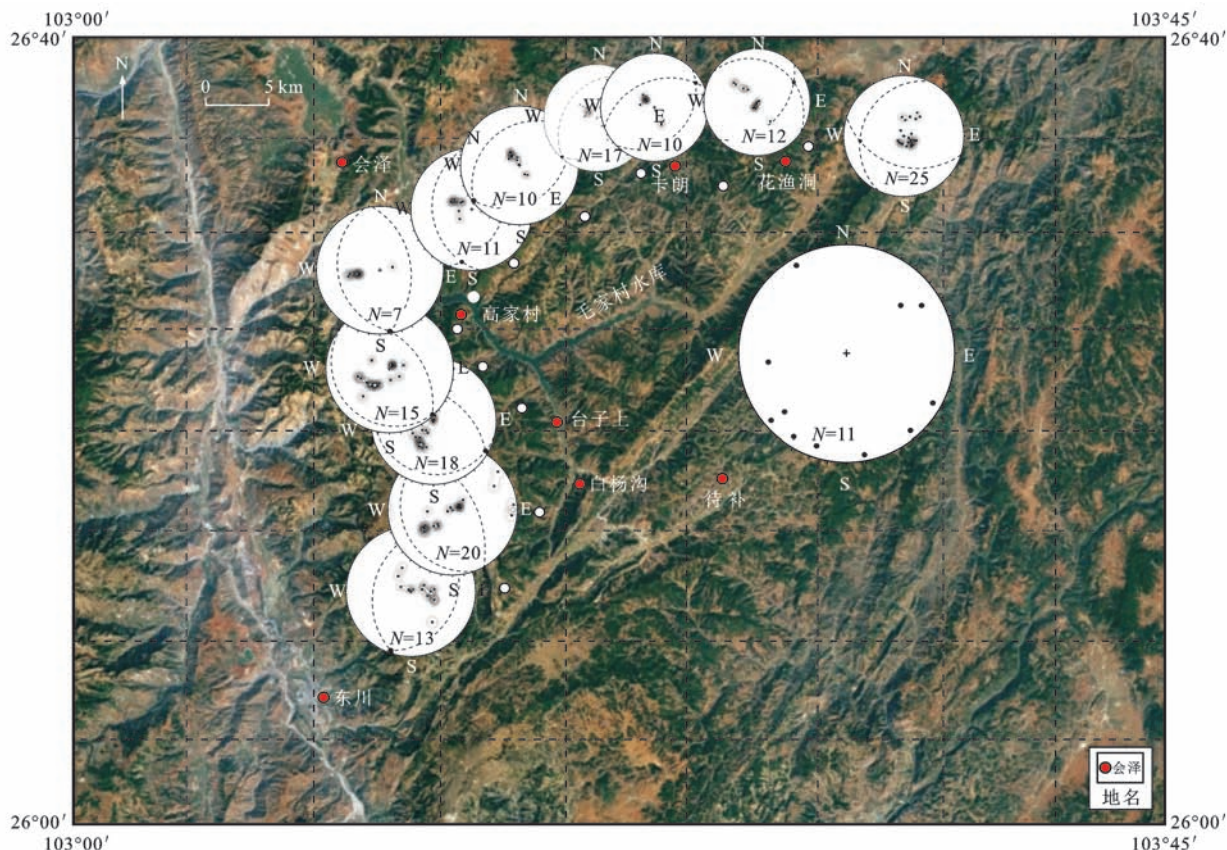 103°00′
103°45′
26°40′
26°40′
N
0 5 km
N
W
E
S
N=17
N
W
E
S
N=10
N
W
E
S
N=12
N
W
E
S
N=25
会泽
卡朗
花渔洞
N
W
E
S
N=10
N
W
S
N=11
N
W
E
S
N=7
毛家村水库
高家村
N
W
E
S
N=11
W
E
S
N=15
台子上
W
E
S
N=18
白杨沟
待补
W
E
S
N=20
W
S
N=13
东川
会泽
地名
26°00′
26°00′
103°00′
103°45′